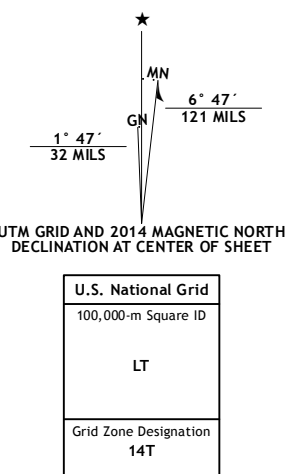 ★
MN
GN
6° 47´
121 MILS
1° 47´
32 MILS
UTM GRID AND 2014 MAGNETIC NORTH
DECLINATION AT CENTER OF SHEET
U.S. National Grid
100,000-m Square ID
LT
Grid Zone Designation
14T